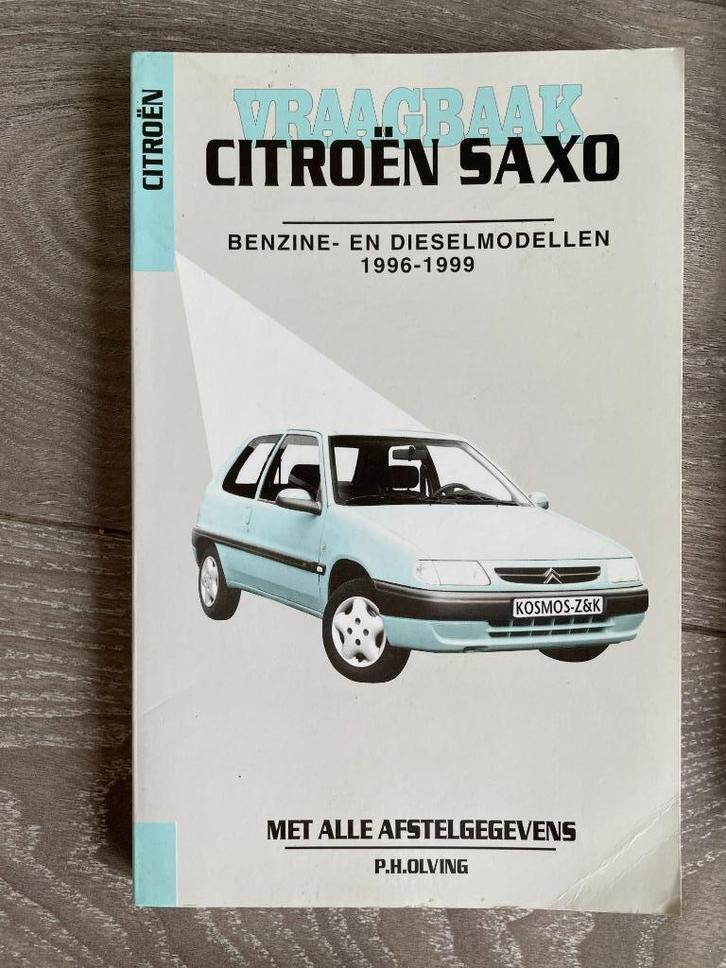 CITROËN
VRAAGBAAK
CITROËN SAXO
BENZINE- EN DIESELMODELLEN
1996-1999
KOSMOS-Z&K
MET ALLE AFSTELGEGEVENS
P.H.OLVING